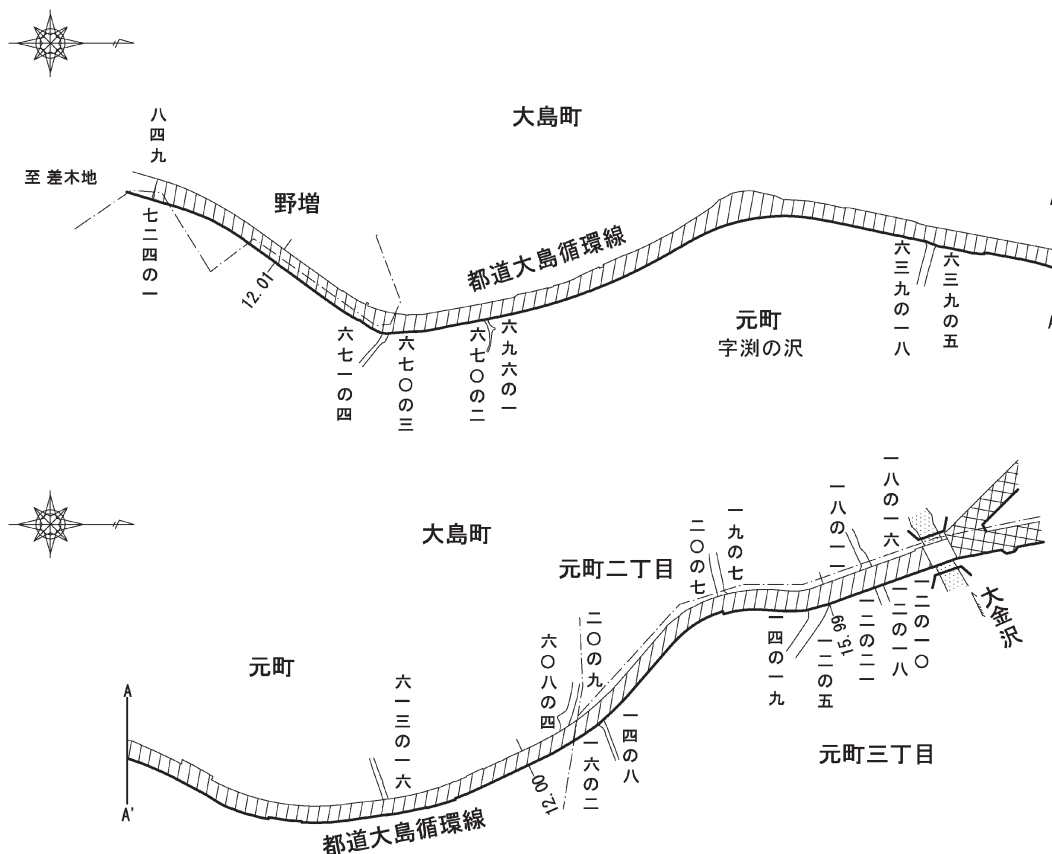 大島町
八四九
至 差木地
七二四の一
野増
12.01
都道大島循環線
六七一の四
六七〇の三
六七〇の二
六九六の一
元町
字渕の沢
六三九の一八
六三九の五
大島町
元町二丁目
二〇の七
一九の七
一八の一一
一八の一六
大金沢
一二の一〇
一二の一八
一二の二一
15.99
一二の五
一四の一九
元町三丁目
元町
六〇八の四
二〇の九
六一三の一六
一四の八
一六の二
12.00
A
A'
都道大島循環線